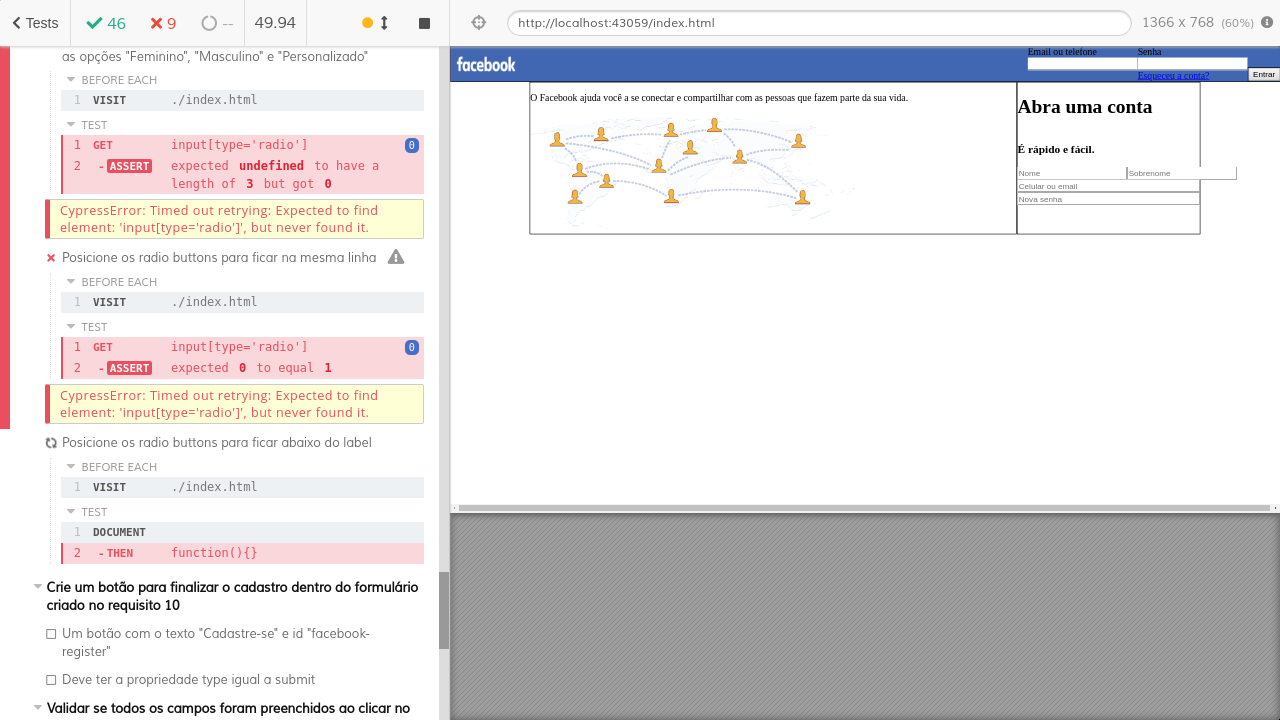 Tests
46
9
--
49.94
http://localhost:43059/index.html
1366 x 768 (60%)
as opções "Feminino", "Masculino" e "Personalizado"
BEFORE EACH
1 VISIT ./index.html
TEST
1 GET input[type='radio'] 0
2 -ASSERT expected undefined to have a
length of 3 but got 0
CypressError: Timed out retrying: Expected to find
element: 'input[type='radio']', but never found it.
Posicione os radio buttons para ficar na mesma linha
BEFORE EACH
1 VISIT ./index.html
TEST
1 GET input[type='radio'] 0
2 -ASSERT expected 0 to equal 1
CypressError: Timed out retrying: Expected to find
element: 'input[type='radio']', but never found it.
Posicione os radio buttons para ficar abaixo do label
BEFORE EACH
1 VISIT ./index.html
TEST
1 DOCUMENT
2 -THEN function(){}
Crie um botão para finalizar o cadastro dentro do formulário
criado no requisito 10
Um botão com o texto "Cadastre-se" e id "facebook-
register"
Deve ter a propriedade type igual a submit
Validar se todos os campos foram preenchidos ao clicar no
facebook
Email ou telefone
Senha
Esqueceu a conta?
Entrar
O Facebook ajuda você a se conectar e compartilhar com as pessoas que fazem parte da sua vida.
Abra uma conta
É rápido e fácil.
Nome
Sobrenome
Celular ou email
Nova senha